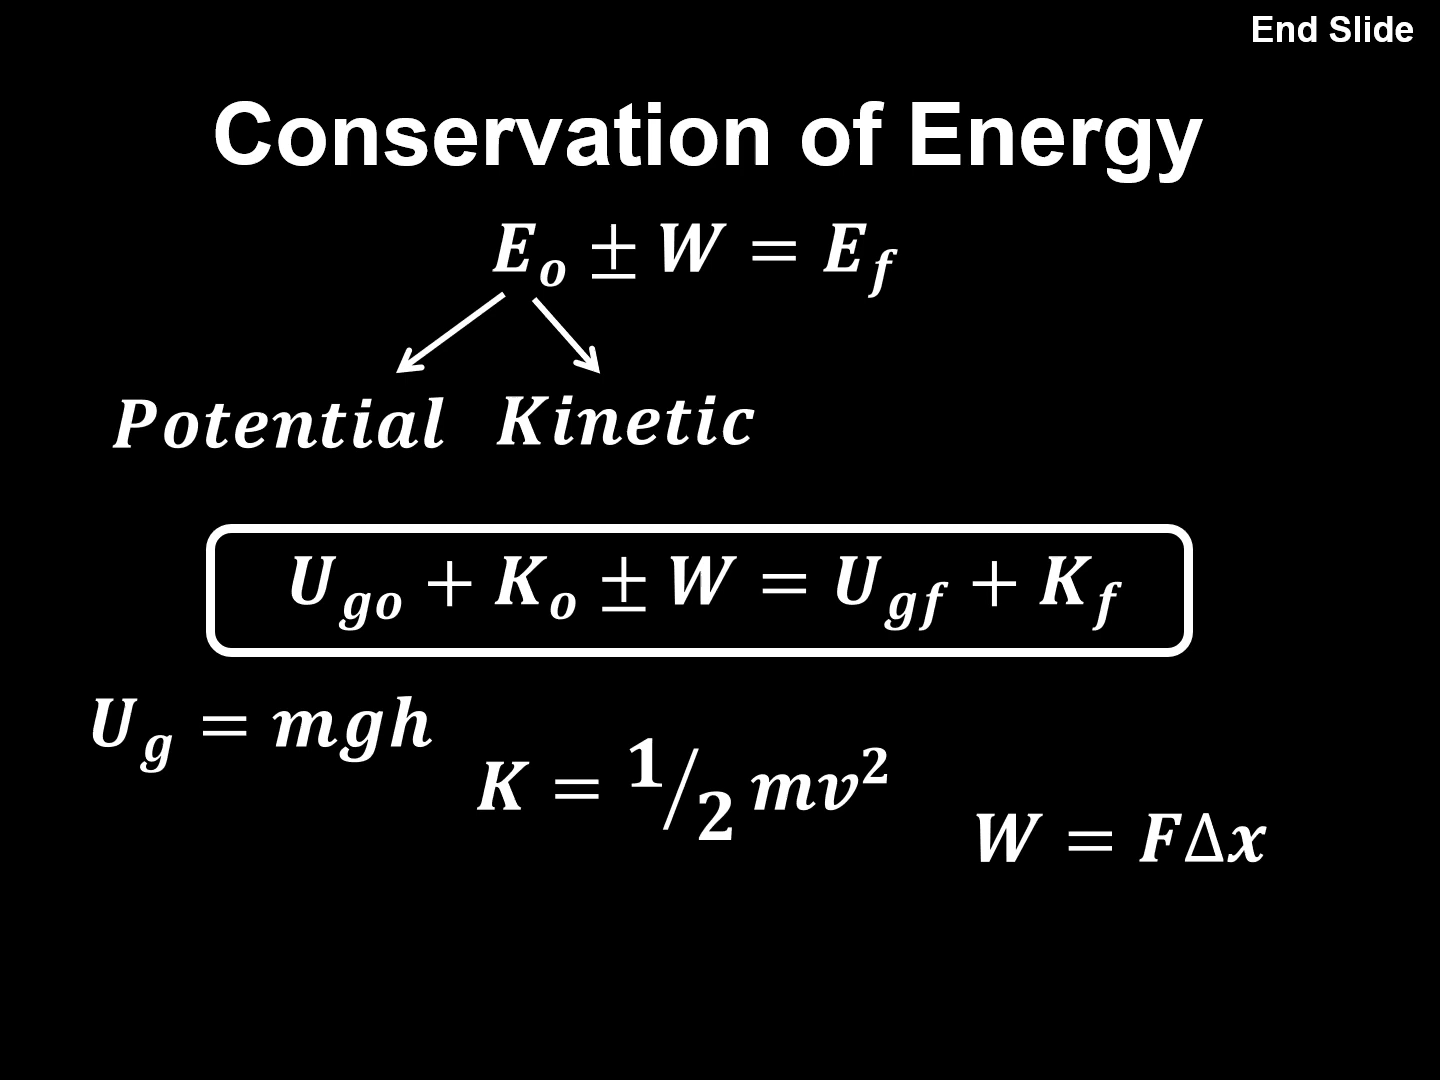 End Slide
Conservation of Energy
E_o ± W = E_f
Potential Kinetic
U_go + K_o ± W = U_gf + K_f
U_g = mgh
K = 1/2 mv²
W = FΔx